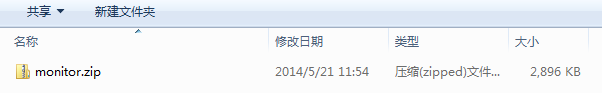 共享 新建文件夹
名称 修改日期 类型 大小
monitor.zip 2014/5/21 11:54 压缩(zipped)文件... 2,896 KB